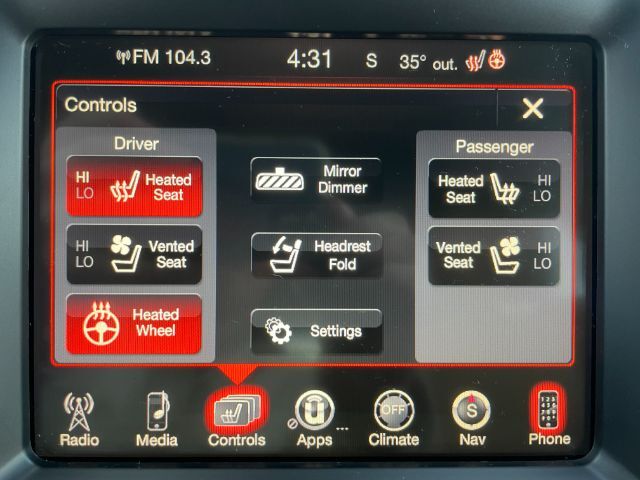 FM 104.3 4:31 S 35° out.
Controls
Driver
Passenger
HI
LO
Heated
Seat
Mirror
Dimmer
Heated
Seat
HI
LO
HI
LO
Vented
Seat
Headrest
Fold
Vented
Seat
HI
LO
Heated
Wheel
Settings
OFF
S
Radio
Media
Controls
Apps
...
Climate
Nav
Phone